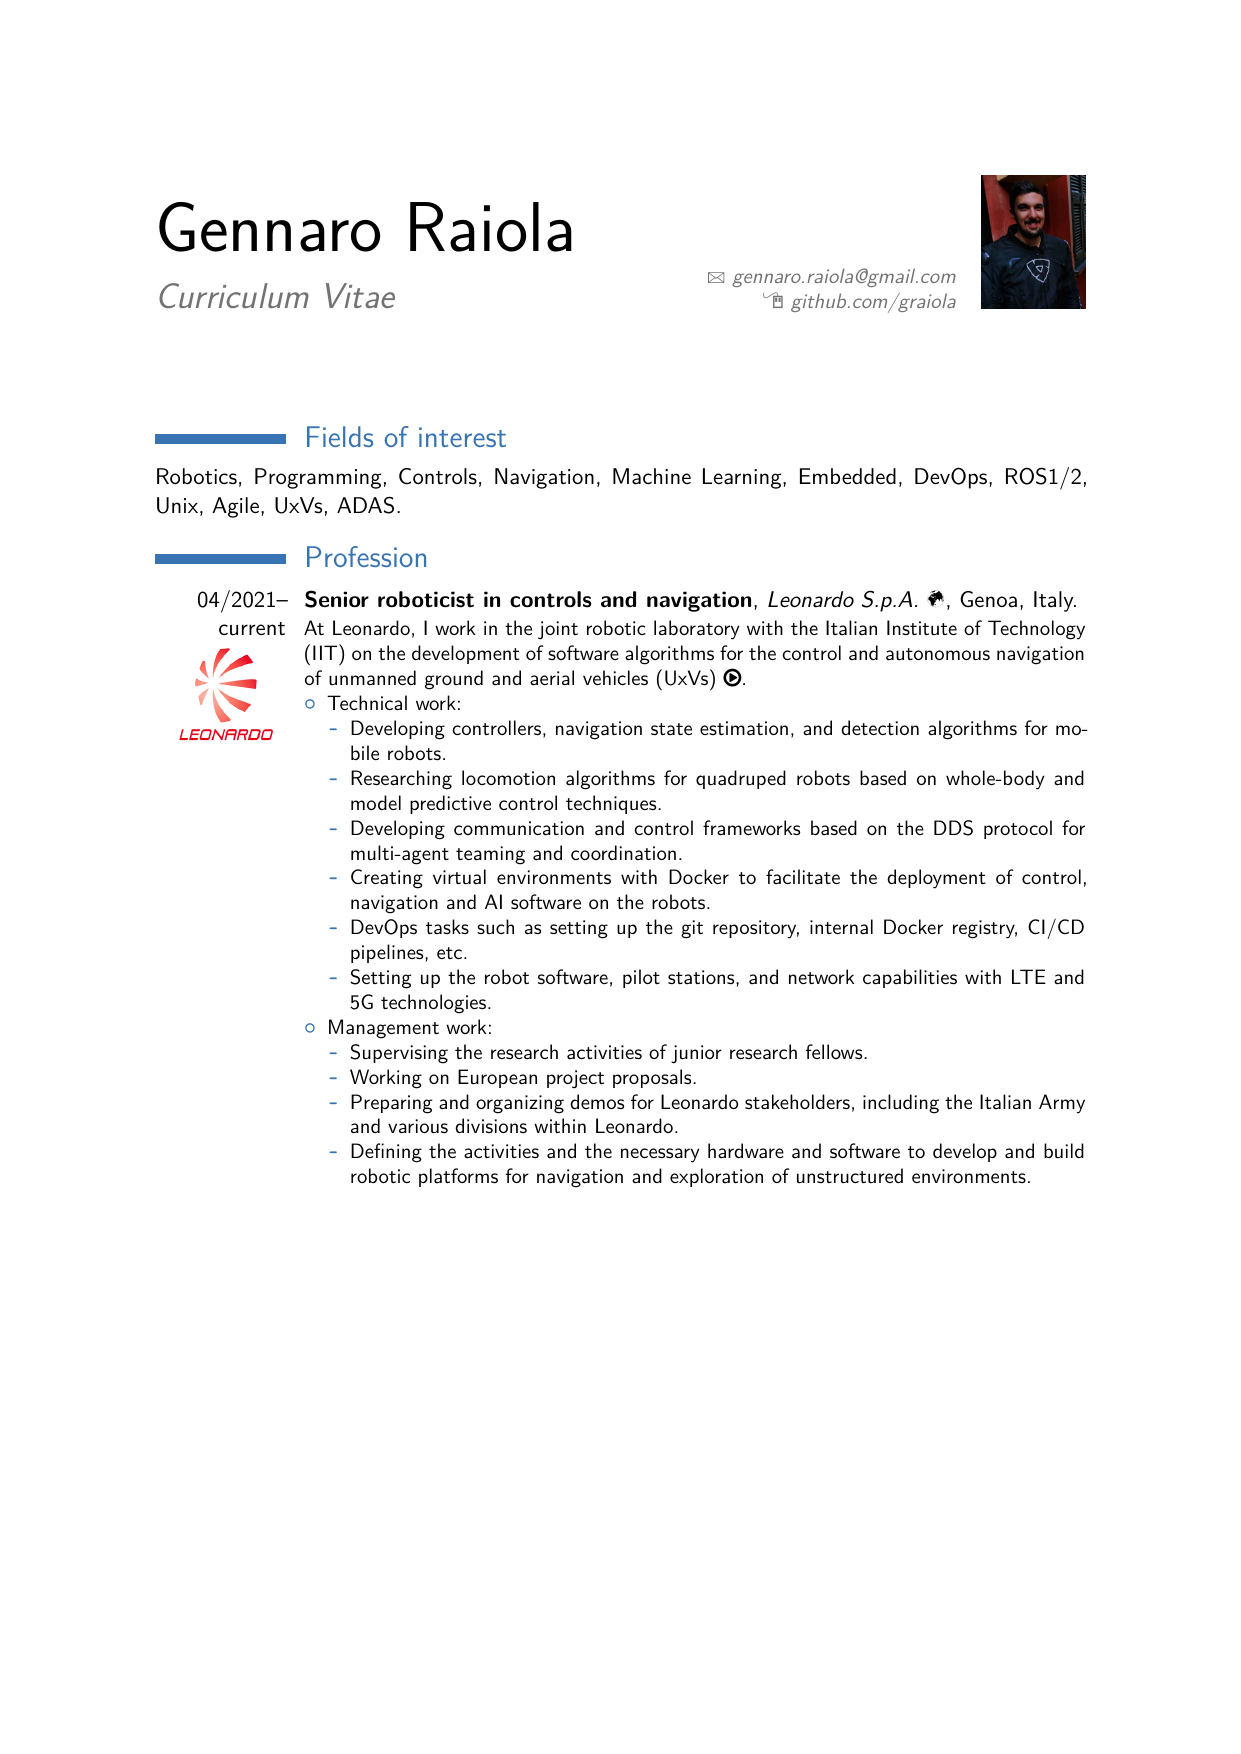 Gennaro Raiola
Curriculum Vitae
gennaro.raiola@gmail.com
github.com/graiola
Fields of interest
Robotics, Programming, Controls, Navigation, Machine Learning, Embedded, DevOps, ROS1/2,
Unix, Agile, UxVs, ADAS.
Profession
04/2021–
current
LEONARDO
Senior roboticist in controls and navigation, Leonardo S.p.A. , Genoa, Italy.
At Leonardo, I work in the joint robotic laboratory with the Italian Institute of Technology
(IIT) on the development of software algorithms for the control and autonomous navigation
of unmanned ground and aerial vehicles (UxVs) .
○ Technical work:
– Developing controllers, navigation state estimation, and detection algorithms for mo-
bile robots.
– Researching locomotion algorithms for quadruped robots based on whole-body and
model predictive control techniques.
– Developing communication and control frameworks based on the DDS protocol for
multi-agent teaming and coordination.
– Creating virtual environments with Docker to facilitate the deployment of control,
navigation and AI software on the robots.
– DevOps tasks such as setting up the git repository, internal Docker registry, CI/CD
pipelines, etc.
– Setting up the robot software, pilot stations, and network capabilities with LTE and
5G technologies.
○ Management work:
– Supervising the research activities of junior research fellows.
– Working on European project proposals.
– Preparing and organizing demos for Leonardo stakeholders, including the Italian Army
and various divisions within Leonardo.
– Defining the activities and the necessary hardware and software to develop and build
robotic platforms for navigation and exploration of unstructured environments.